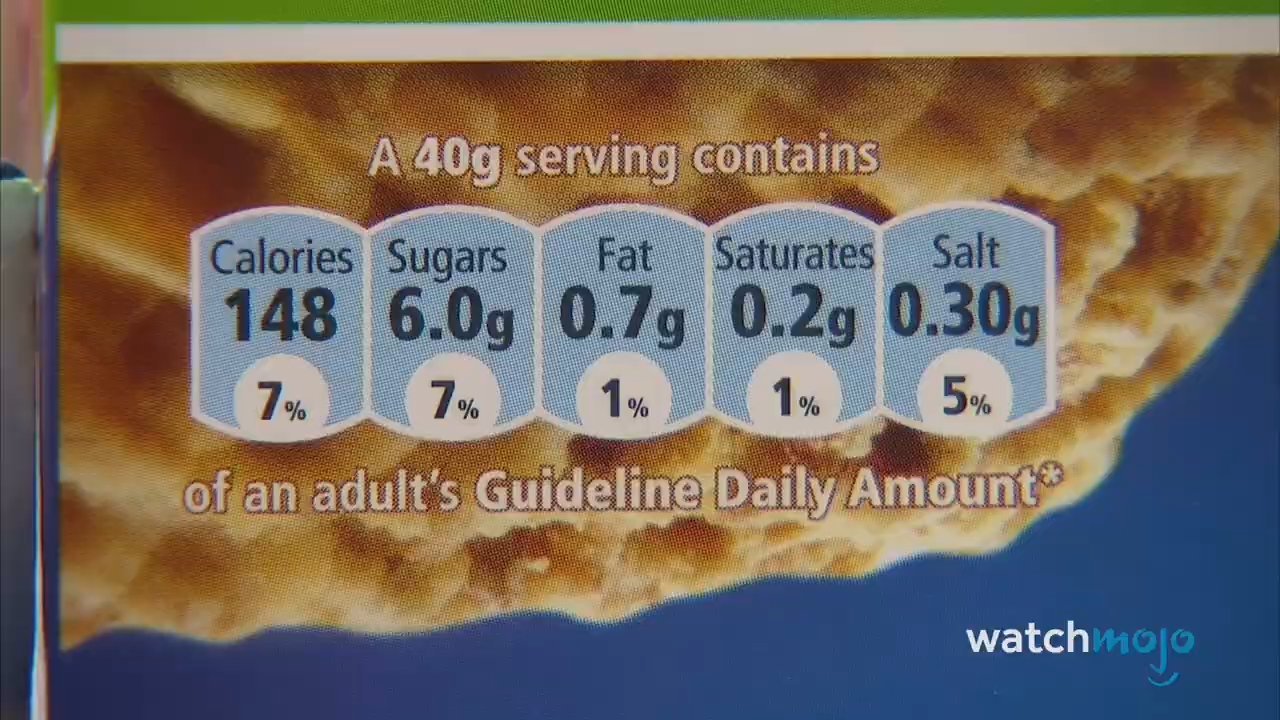 A 40g serving contains
Calories Sugars Fat Saturates Salt
148 6.0g 0.7g 0.2g 0.30g
7% 7% 1% 1% 5%
of an adult's Guideline Daily Amount*
watchmojo